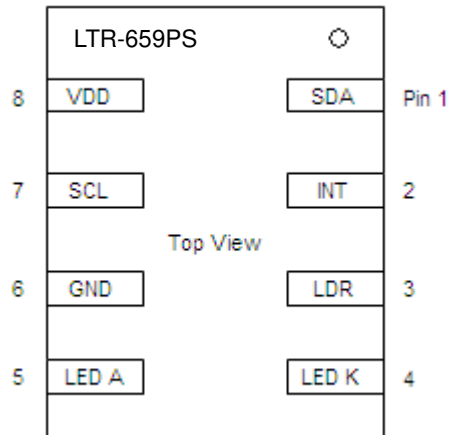 LTR-659PS
8 VDD SDA Pin 1
7 SCL INT 2
Top View
6 GND LDR 3
5 LED A LED K 4